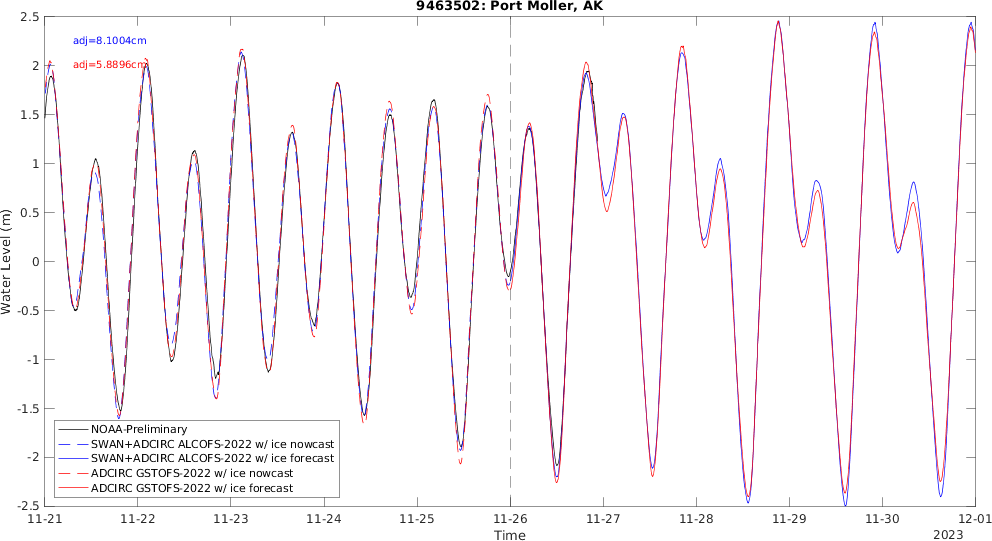 9463502: Port Moller, AK
2.5
adj=8.1004cm
2
adj=5.8896cm
1.5
1
0.5
0
-0.5
-1
-1.5
-2
-2.5
Water Level (m)
NOAA-Preliminary
SWAN+ADCIRC ALCOFS-2022 w/ ice nowcast
SWAN+ADCIRC ALCOFS-2022 w/ ice forecast
ADCIRC GSTOFS-2022 w/ ice nowcast
ADCIRC GSTOFS-2022 w/ ice forecast
11-21 11-22 11-23 11-24 11-25 11-26 11-27 11-28 11-29 11-30 12-01
Time
2023